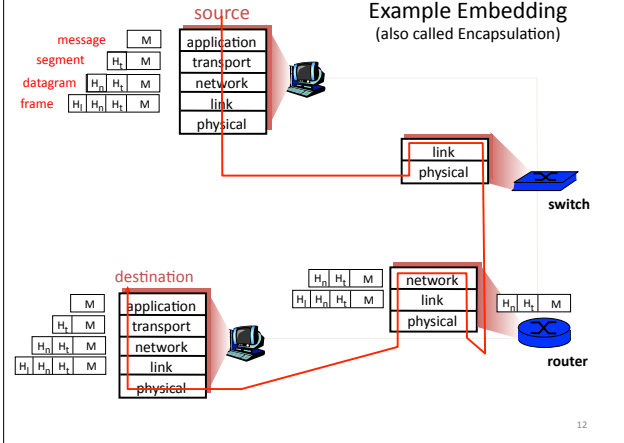 source
Example Embedding
(also called Encapsulation)
message M
application
segment Ht M
transport
datagram Hn Ht M
network
frame Hl Hn Ht M
link
physical
link
physical
switch
destination
Hn Ht M
network
Hl Hn Ht M
link
physical
Hn Ht M
router
M
application
Ht M
transport
Hn Ht M
network
Hl Hn Ht M
link
physical
12